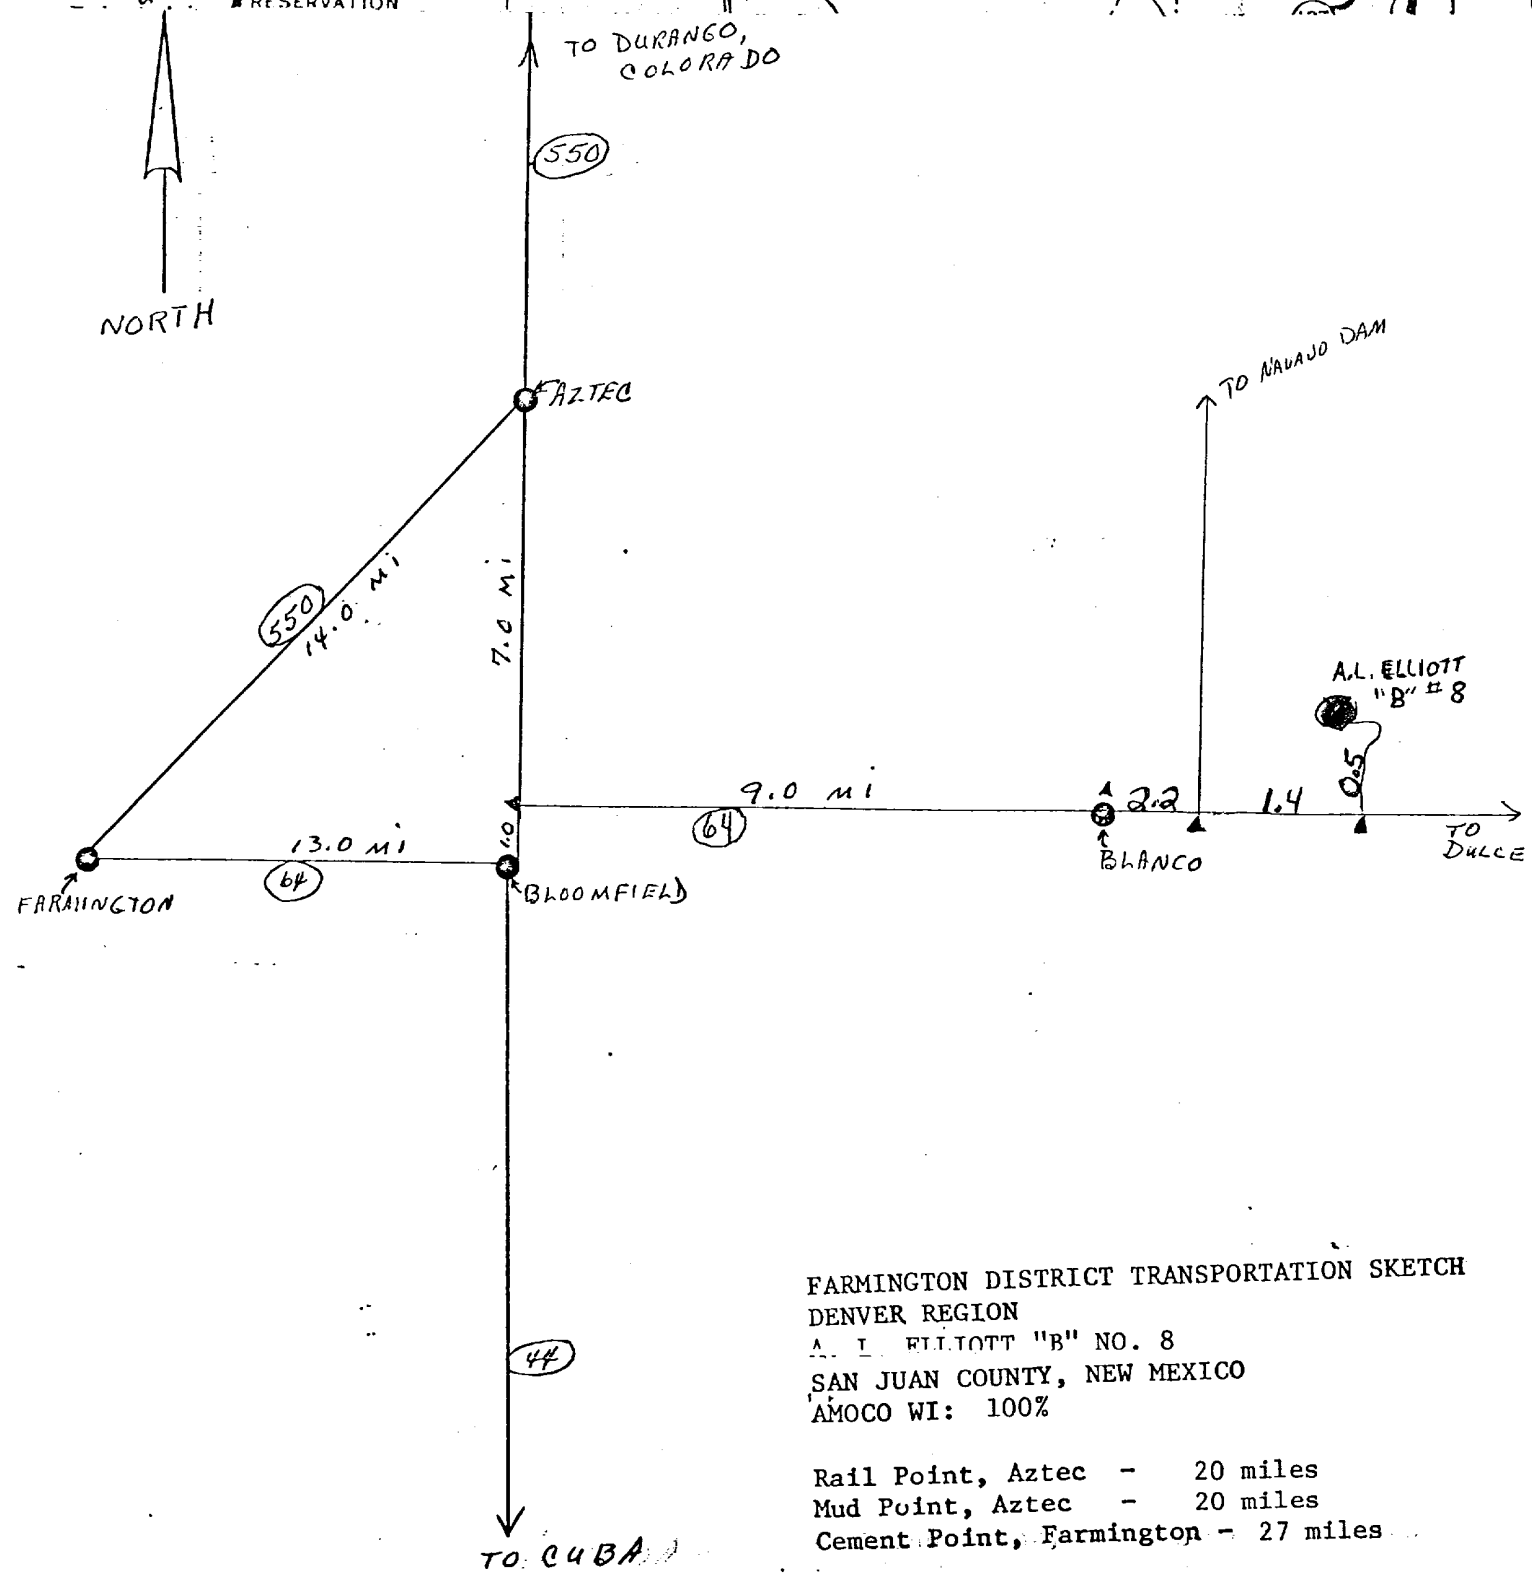 RESERVATION
TO DURANGO,
COLORADO
550
NORTH
TO NAVAJO DAM
AZTEC
7.0 Mi
550
14.0 Mi
A.L. ELLIOTT
"B" # 8
0.5
9.0 Mi
2.2
1.4
64
TO
DULCE
BLANCO
13.0 Mi
1.0
64
FARMINGTON
BLOOMFIELD
44
TO CUBA
FARMINGTON DISTRICT TRANSPORTATION SKETCH
DENVER REGION
A. L. ELLIOTT "B" NO. 8
SAN JUAN COUNTY, NEW MEXICO
AMOCO WI: 100%
Rail Point, Aztec - 20 miles
Mud Point, Aztec - 20 miles
Cement Point, Farmington - 27 miles